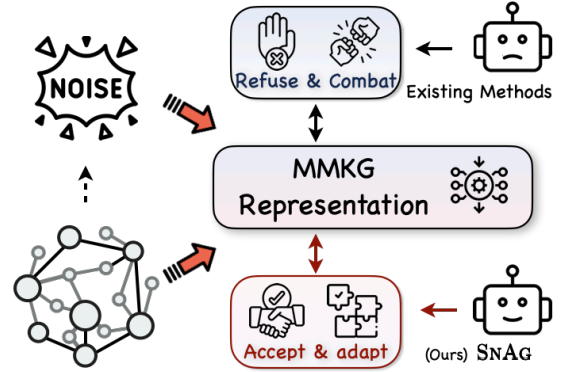 NOISE
Refuse & Combat
Existing Methods
MMKG
Representation
Accept & adapt
(Ours) SNAG